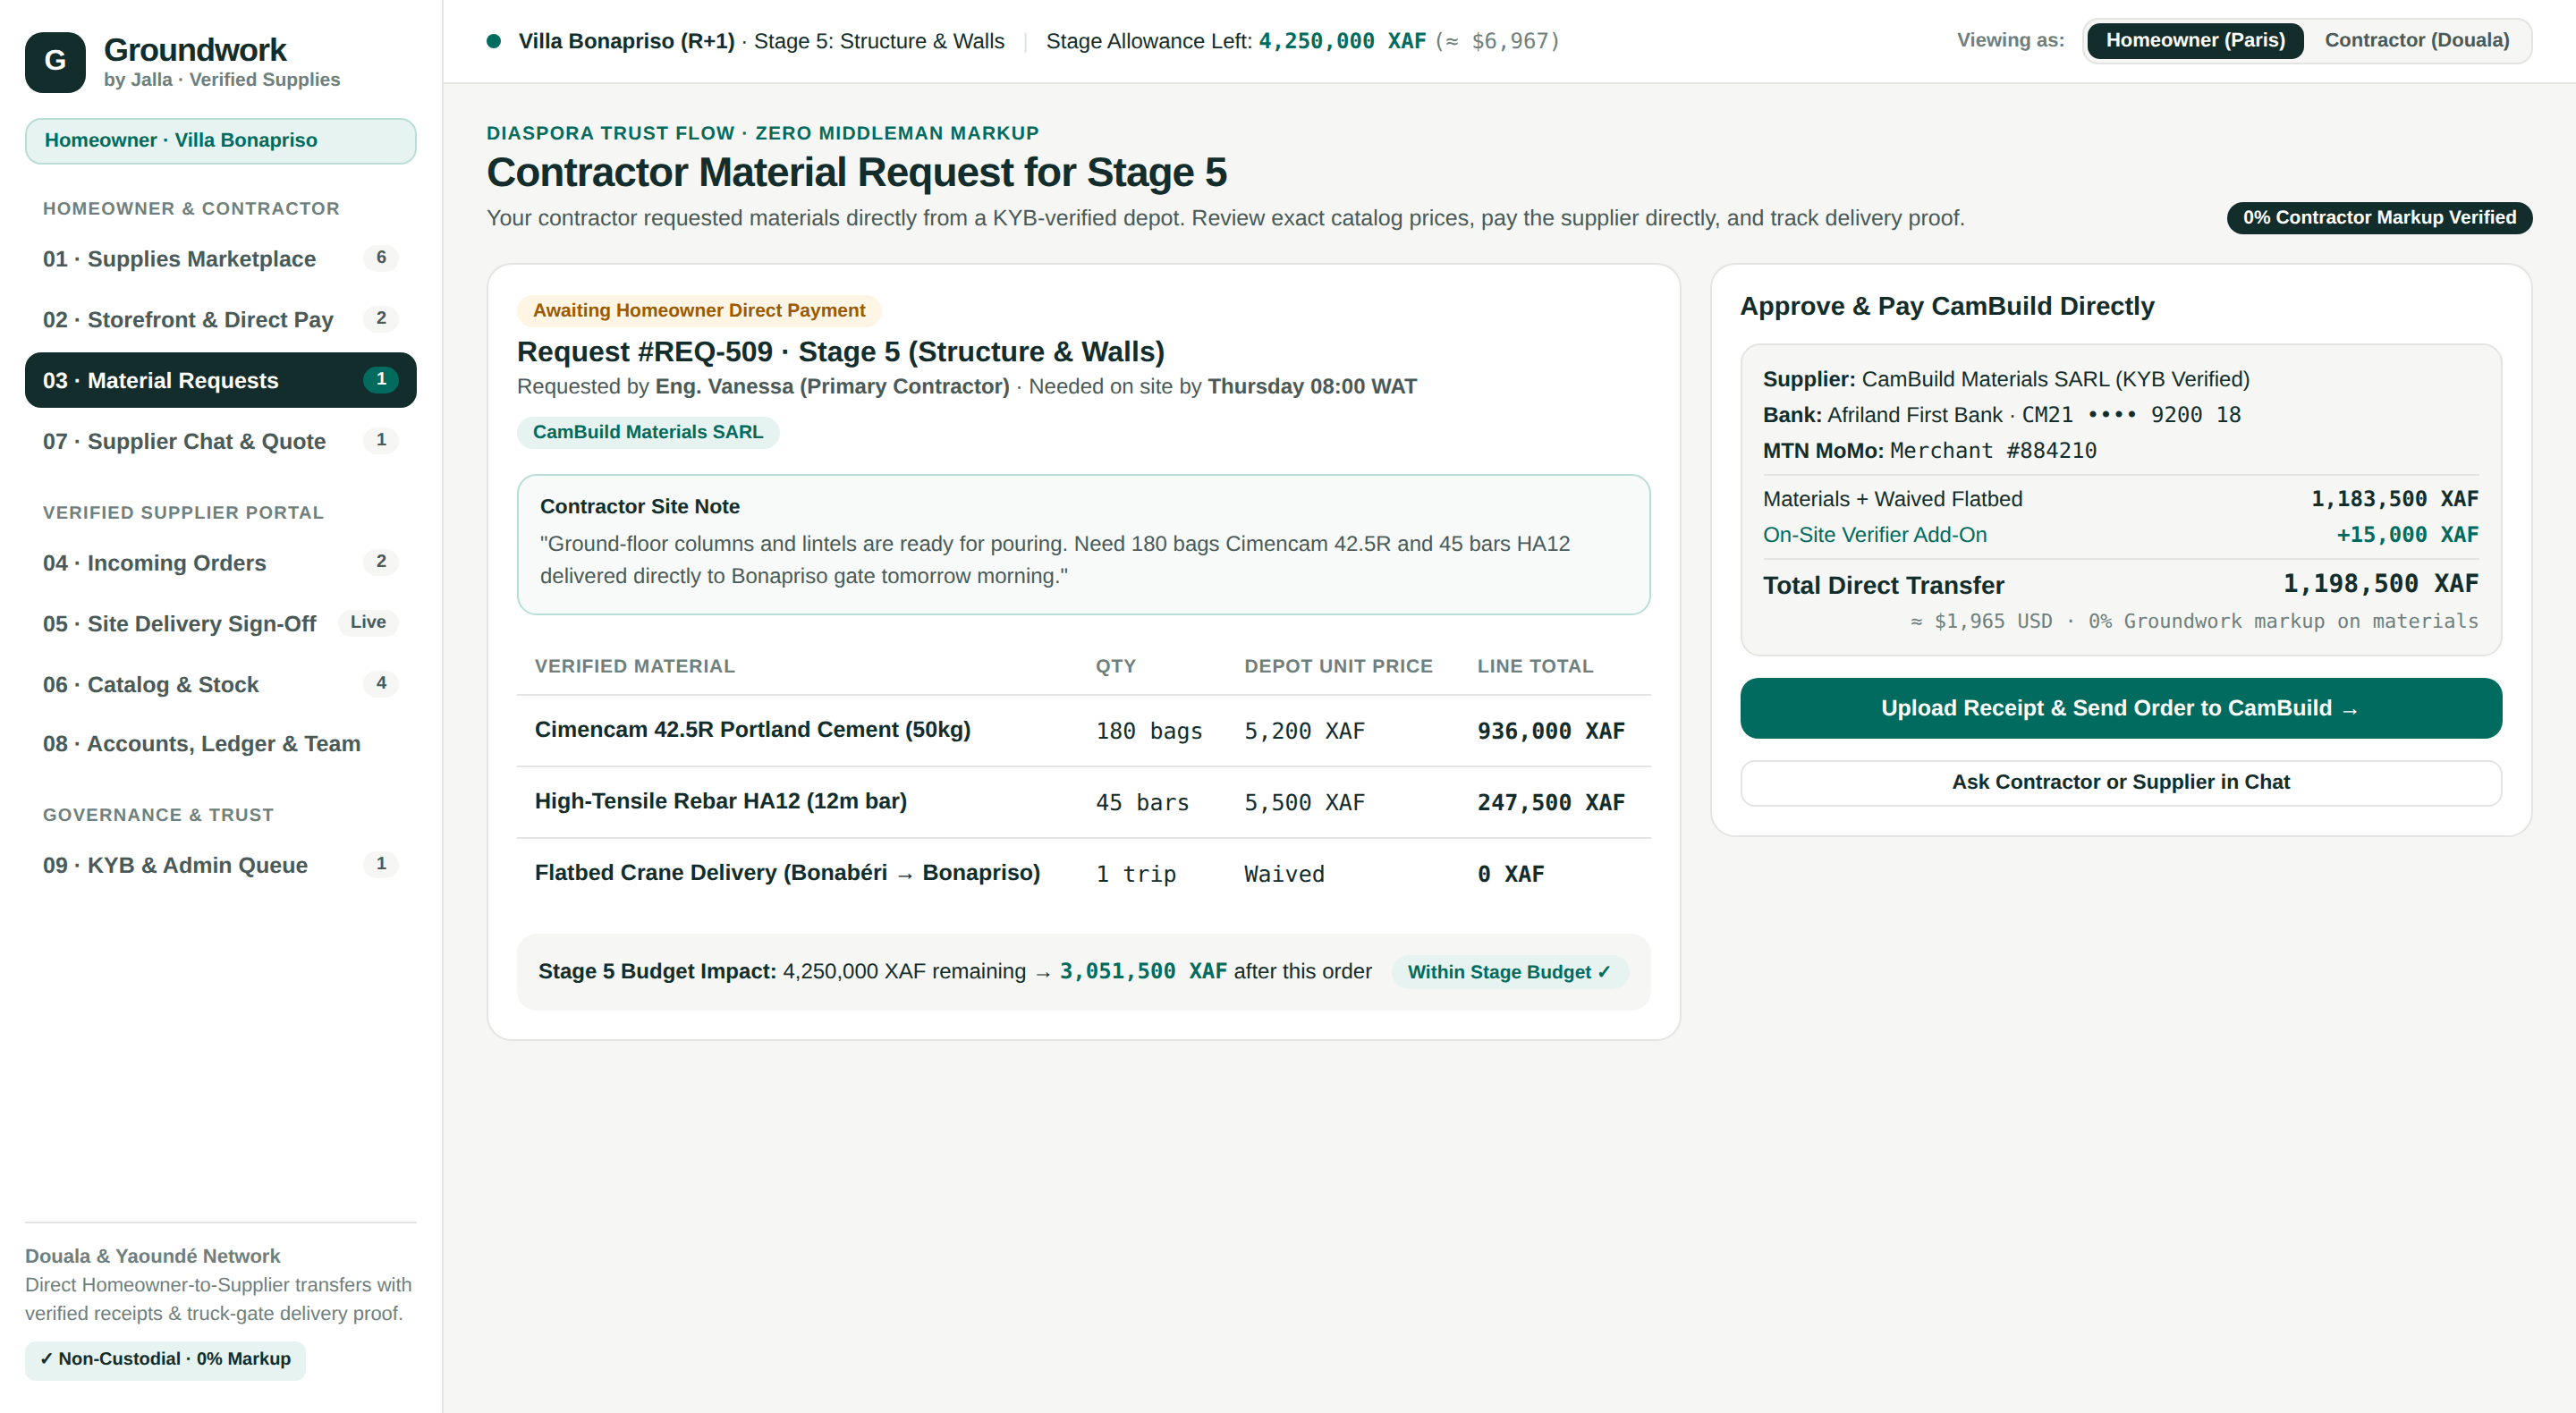 G
Groundwork
by Jalla · Verified Supplies
Homeowner · Villa Bonapriso
HOMEOWNER & CONTRACTOR
01 · Supplies Marketplace 6
02 · Storefront & Direct Pay 2
03 · Material Requests 1
07 · Supplier Chat & Quote 1
VERIFIED SUPPLIER PORTAL
04 · Incoming Orders 2
05 · Site Delivery Sign-Off Live
06 · Catalog & Stock 4
08 · Accounts, Ledger & Team
GOVERNANCE & TRUST
09 · KYB & Admin Queue 1
Douala & Yaoundé Network
Direct Homeowner-to-Supplier transfers with
verified receipts & truck-gate delivery proof.
✓ Non-Custodial · 0% Markup
Villa Bonapriso (R+1) · Stage 5: Structure & Walls | Stage Allowance Left: 4,250,000 XAF (≈ $6,967)
Viewing as: Homeowner (Paris) Contractor (Douala)
DIASPORA TRUST FLOW · ZERO MIDDLEMAN MARKUP
Contractor Material Request for Stage 5
Your contractor requested materials directly from a KYB-verified depot. Review exact catalog prices, pay the supplier directly, and track delivery proof.
0% Contractor Markup Verified
Awaiting Homeowner Direct Payment
Request #REQ-509 · Stage 5 (Structure & Walls)
Requested by Eng. Vanessa (Primary Contractor) · Needed on site by Thursday 08:00 WAT
CamBuild Materials SARL
Contractor Site Note
"Ground-floor columns and lintels are ready for pouring. Need 180 bags Cimencam 42.5R and 45 bars HA12
delivered directly to Bonapriso gate tomorrow morning."
VERIFIED MATERIAL QTY DEPOT UNIT PRICE LINE TOTAL
Cimencam 42.5R Portland Cement (50kg) 180 bags 5,200 XAF 936,000 XAF
High-Tensile Rebar HA12 (12m bar) 45 bars 5,500 XAF 247,500 XAF
Flatbed Crane Delivery (Bonabéri → Bonapriso) 1 trip Waived 0 XAF
Stage 5 Budget Impact: 4,250,000 XAF remaining → 3,051,500 XAF after this order Within Stage Budget ✓
Approve & Pay CamBuild Directly
Supplier: CamBuild Materials SARL (KYB Verified)
Bank: Afriland First Bank · CM21 •••• 9200 18
MTN MoMo: Merchant #884210
Materials + Waived Flatbed 1,183,500 XAF
On-Site Verifier Add-On +15,000 XAF
Total Direct Transfer 1,198,500 XAF
≈ $1,965 USD · 0% Groundwork markup on materials
Upload Receipt & Send Order to CamBuild →
Ask Contractor or Supplier in Chat